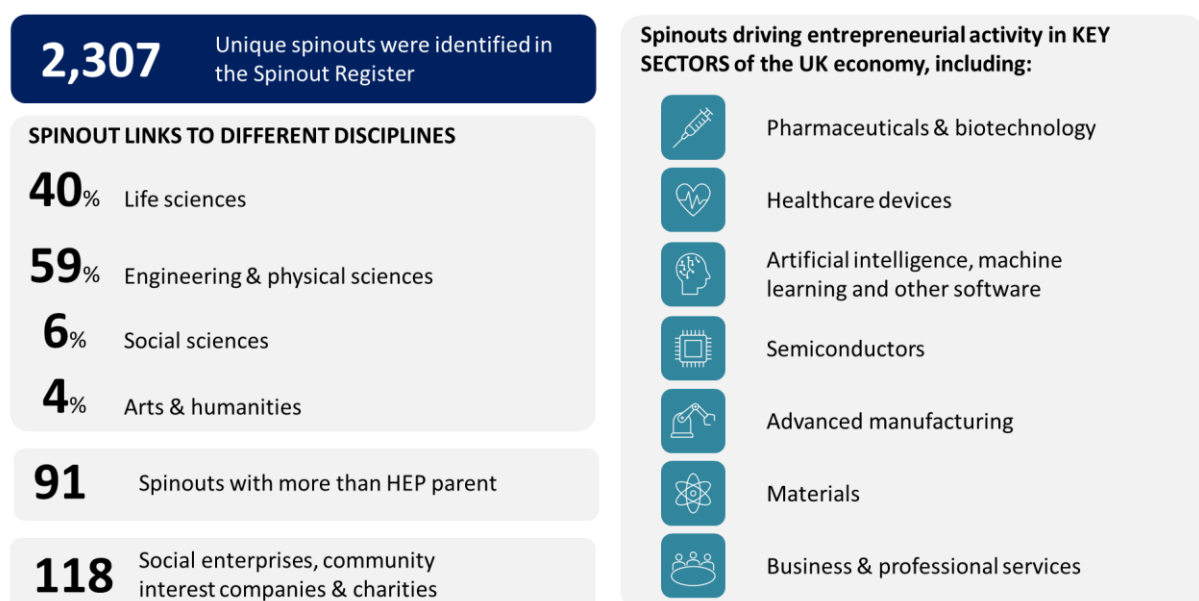 2,307
Unique spinouts were identified in
the Spinout Register
SPINOUT LINKS TO DIFFERENT DISCIPLINES
40% Life sciences
59% Engineering & physical sciences
6% Social sciences
4% Arts & humanities
91 Spinouts with more than HEP parent
118
Social enterprises, community
interest companies & charities
Spinouts driving entrepreneurial activity in KEY
SECTORS of the UK economy, including:
Pharmaceuticals & biotechnology
Healthcare devices
Artificial intelligence, machine
learning and other software
Semiconductors
Advanced manufacturing
Materials
Business & professional services